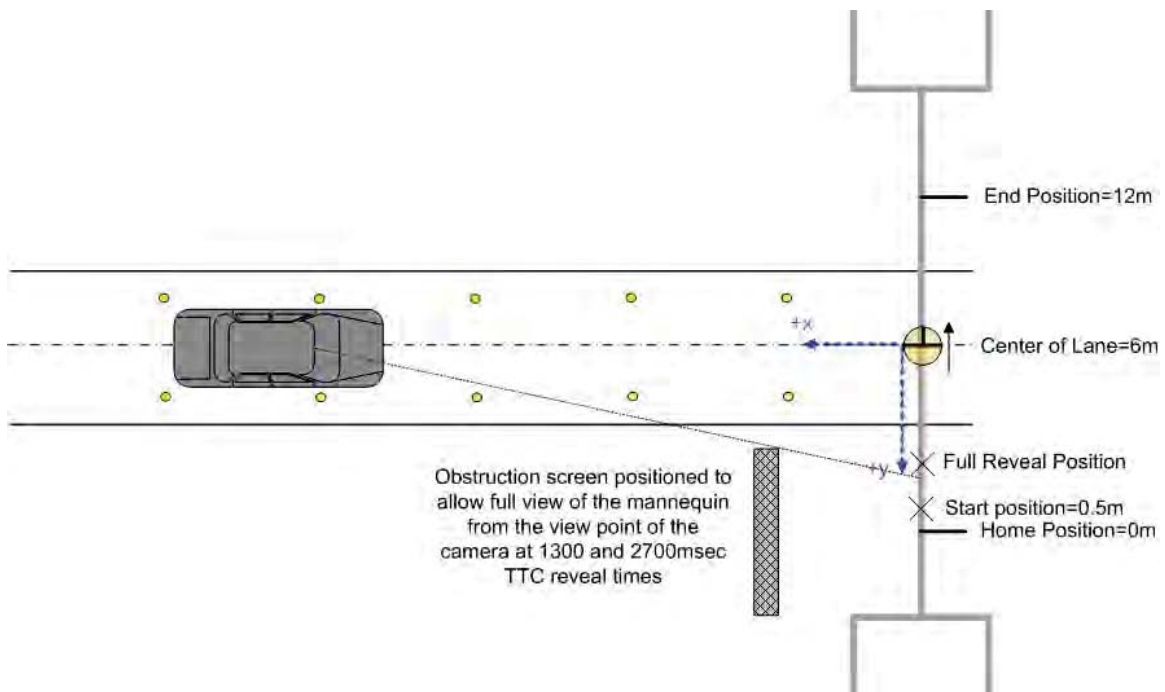 End Position=12m
+x
Center of Lane=6m
+y
Full Reveal Position
Obstruction screen positioned to
allow full view of the mannequin
from the view point of the
camera at 1300 and 2700msec
TTC reveal times
Start position=0.5m
Home Position=0m